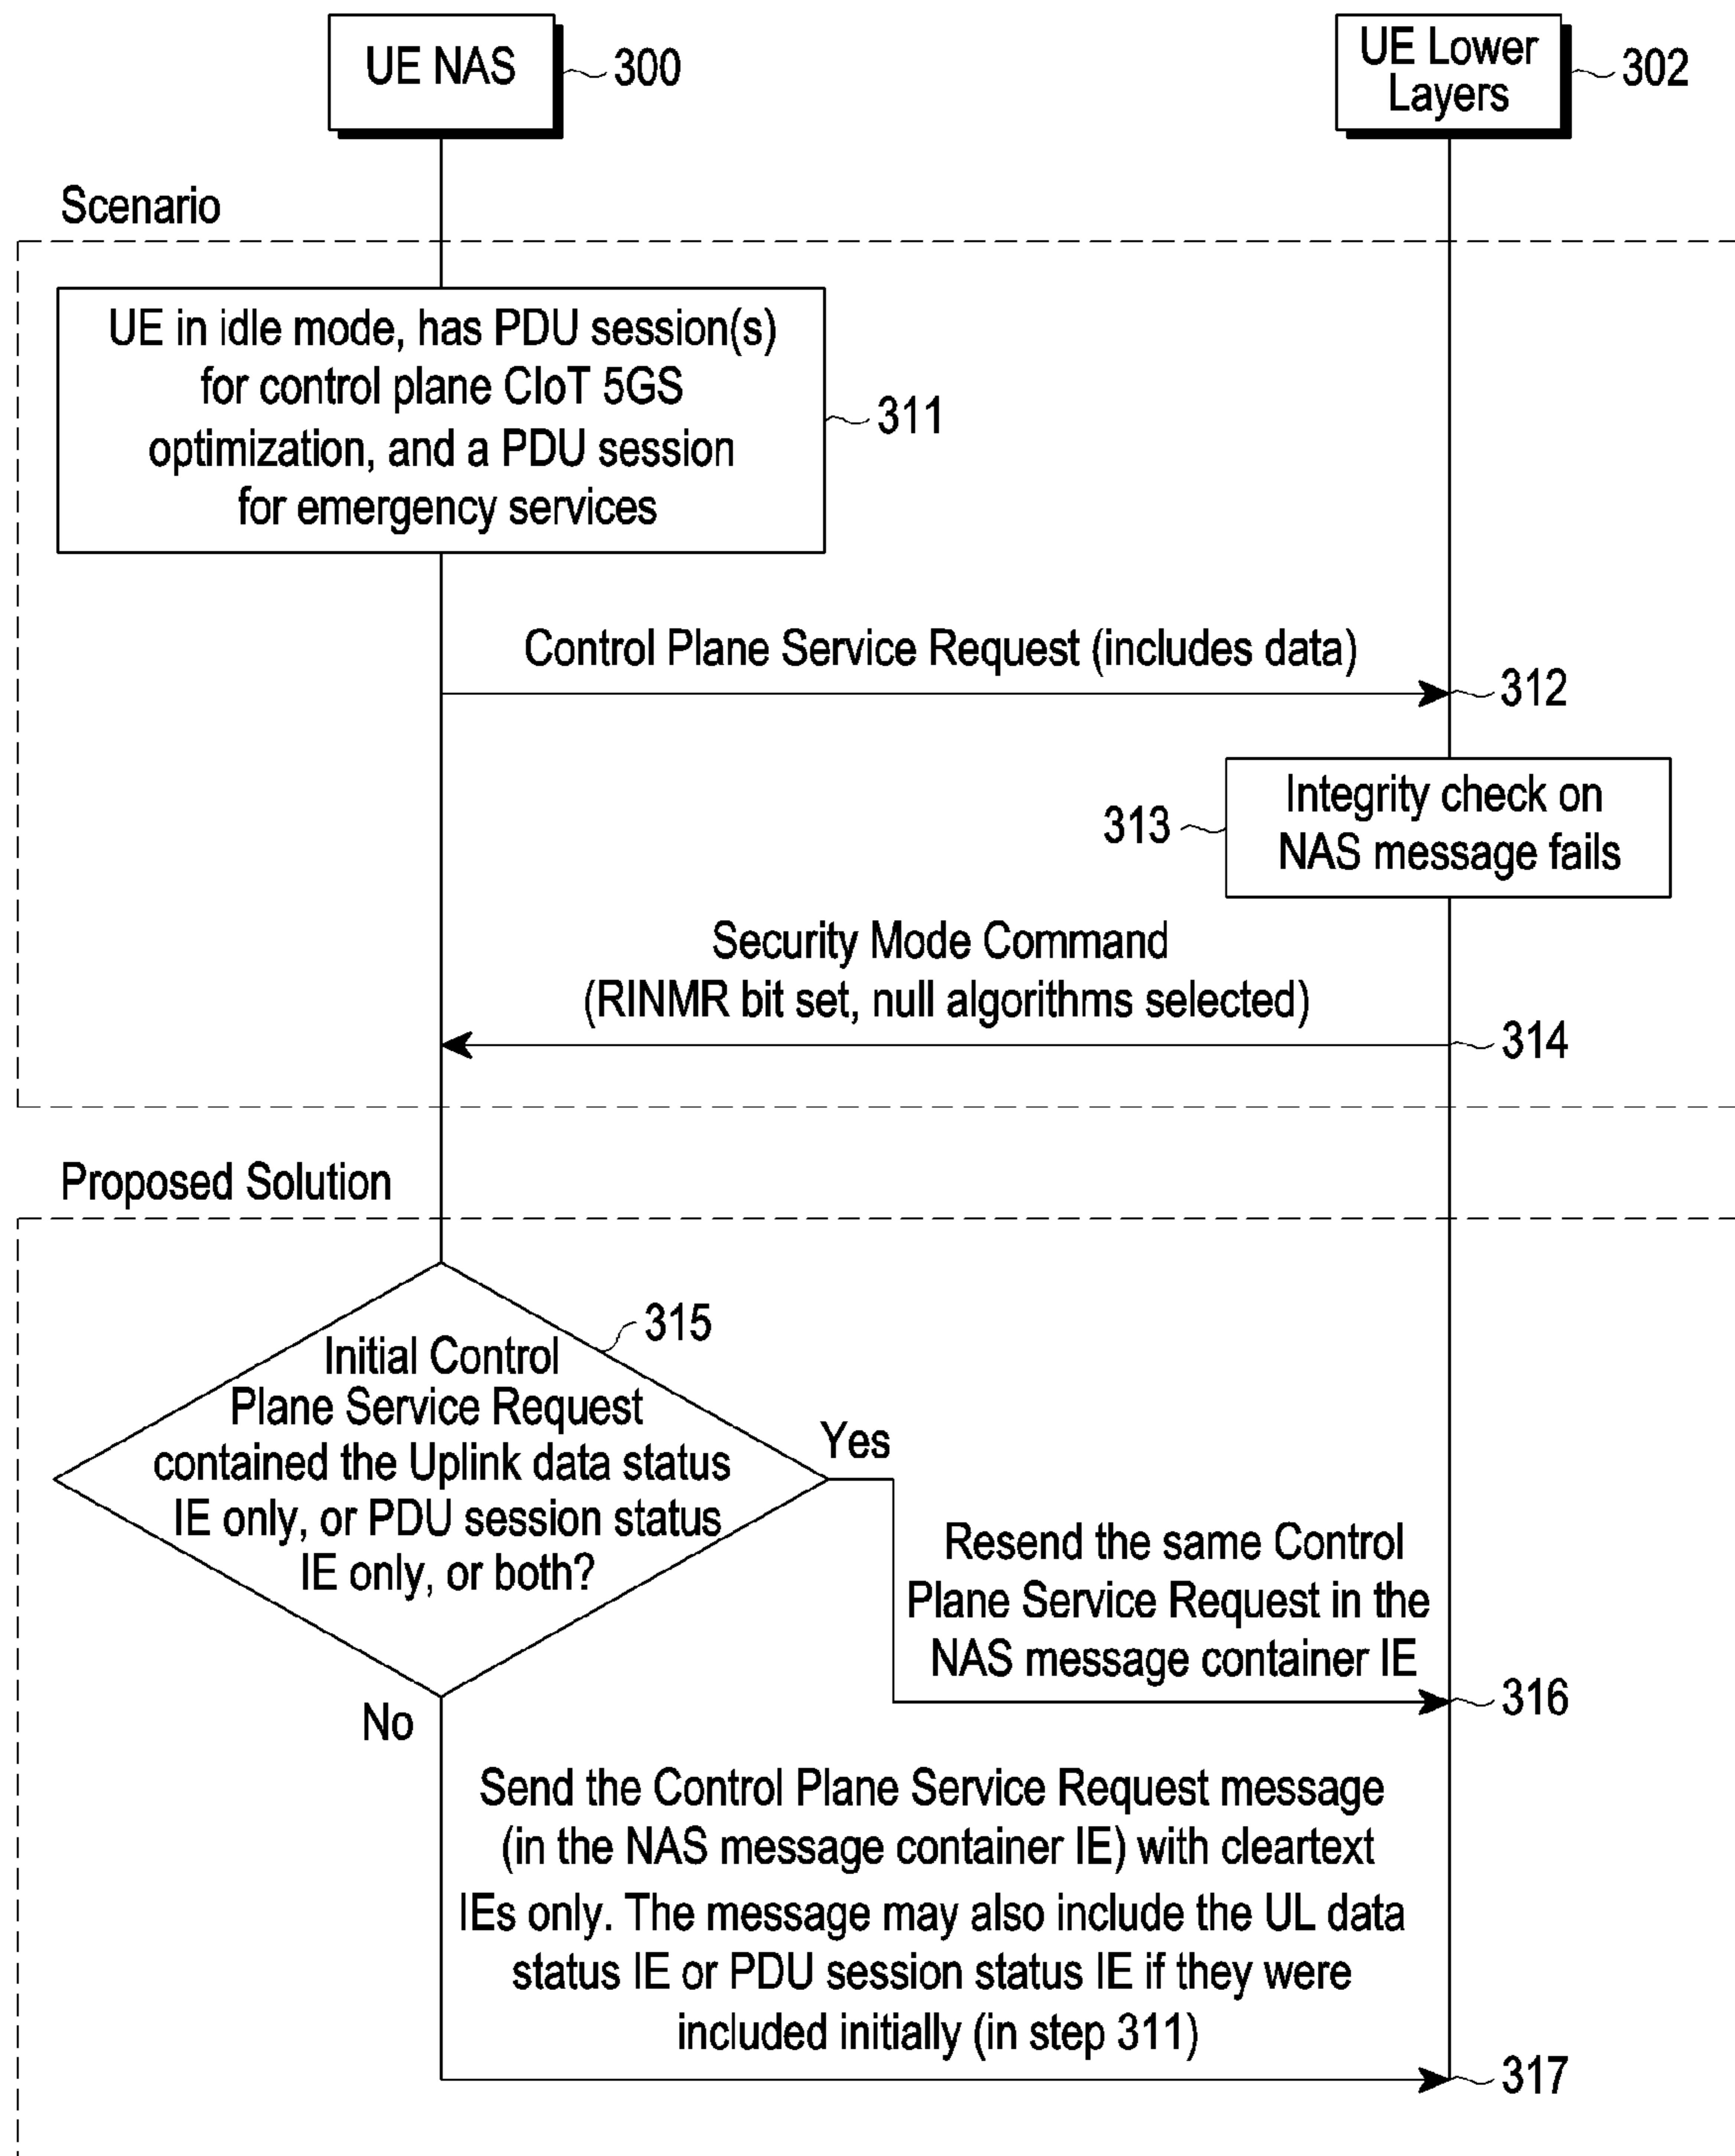 UE NAS
300
UE Lower
Layers
302
Scenario
UE in idle mode, has PDU session(s)
for control plane CIoT 5GS
optimization, and a PDU session
for emergency services
311
Control Plane Service Request (includes data)
312
Integrity check on
NAS message fails
313
Security Mode Command
(RINMR bit set, null algorithms selected)
314
Proposed Solution
315
Initial Control
Plane Service Request
contained the Uplink data status
IE only, or PDU session status
IE only, or both?
Yes
Resend the same Control
Plane Service Request in the
NAS message container IE
316
No
Send the Control Plane Service Request message
(in the NAS message container IE) with cleartext
IEs only. The message may also include the UL data
status IE or PDU session status IE if they were
included initially (in step 311)
317